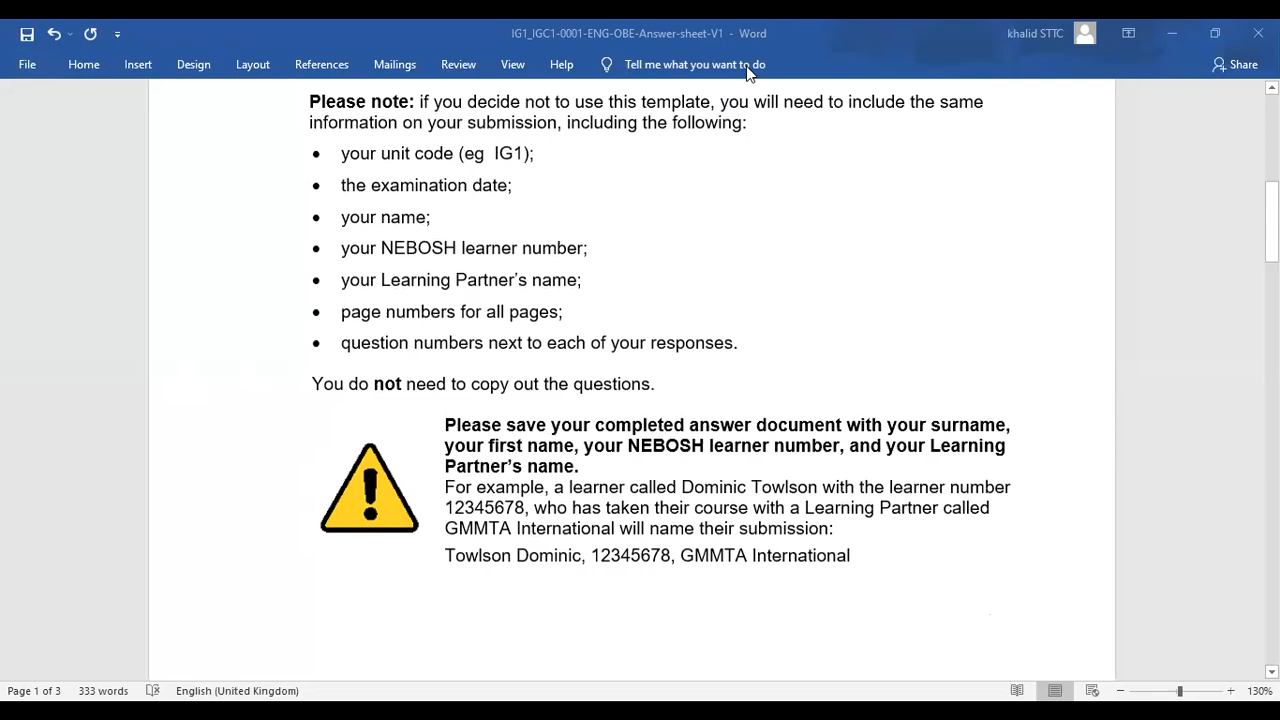 IG1_IGC1-0001-ENG-OBE-Answer-sheet-V1 - Word
khalid STTC
File Home Insert Design Layout References Mailings Review View Help Tell me what you want to do Share
Please note: if you decide not to use this template, you will need to include the same
information on your submission, including the following:
• your unit code (eg IG1);
• the examination date;
• your name;
• your NEBOSH learner number;
• your Learning Partner’s name;
• page numbers for all pages;
• question numbers next to each of your responses.
You do not need to copy out the questions.
Please save your completed answer document with your surname,
your first name, your NEBOSH learner number, and your Learning
Partner’s name.
For example, a learner called Dominic Towlson with the learner number
12345678, who has taken their course with a Learning Partner called
GMMTA International will name their submission:
Towlson Dominic, 12345678, GMMTA International
Page 1 of 3 333 words English (United Kingdom) 130%